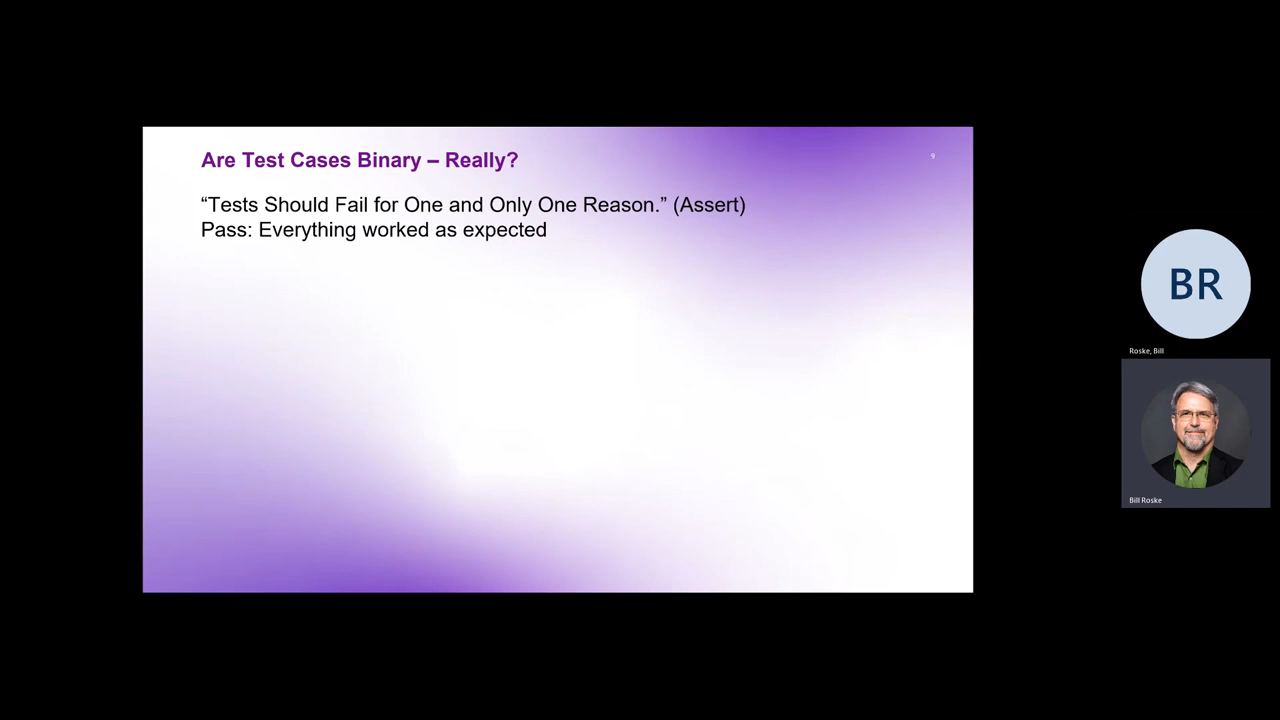 Are Test Cases Binary – Really?
9
“Tests Should Fail for One and Only One Reason.” (Assert)
Pass: Everything worked as expected
BR
Roske, Bill
Bill Roske